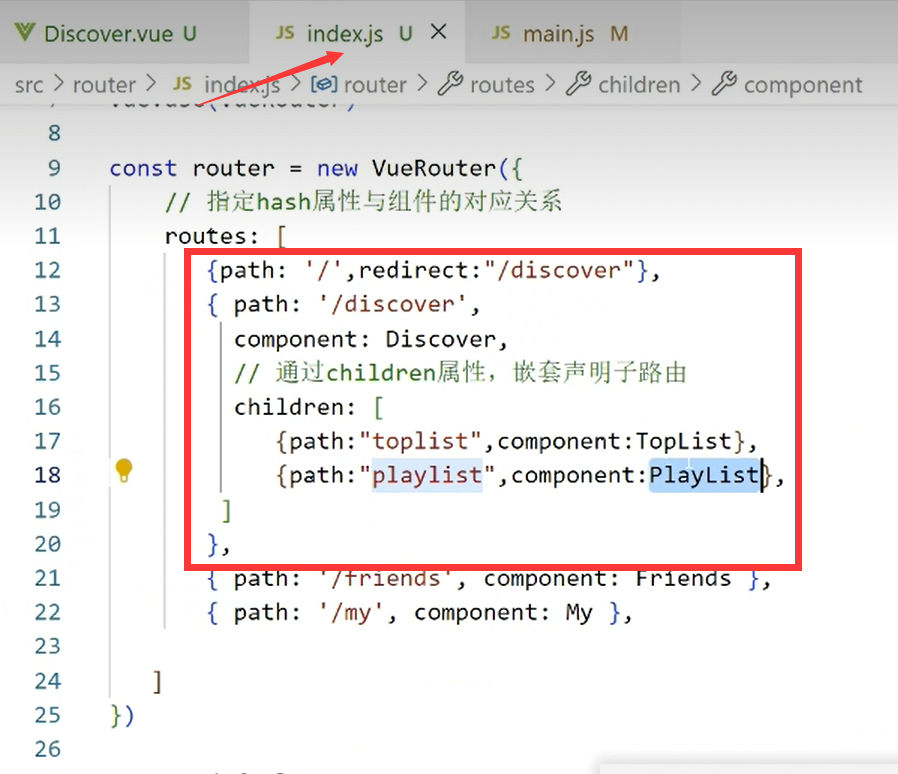 Discover.vue U JS index.js U × JS main.js M
src > router > JS index.js > router > routes > children > component
8
9 const router = new VueRouter({
10 // 指定hash属性与组件的对应关系
11 routes: [
12 {path: '/',redirect:"/discover"},
13 { path: '/discover',
14 component: Discover,
15 // 通过children属性，嵌套声明子路由
16 children: [
17 {path:"toplist",component:TopList},
18 {path:"playlist",component:PlayList},
19 ]
20 },
21 { path: '/friends', component: Friends },
22 { path: '/my', component: My },
23
24 ]
25 })
26